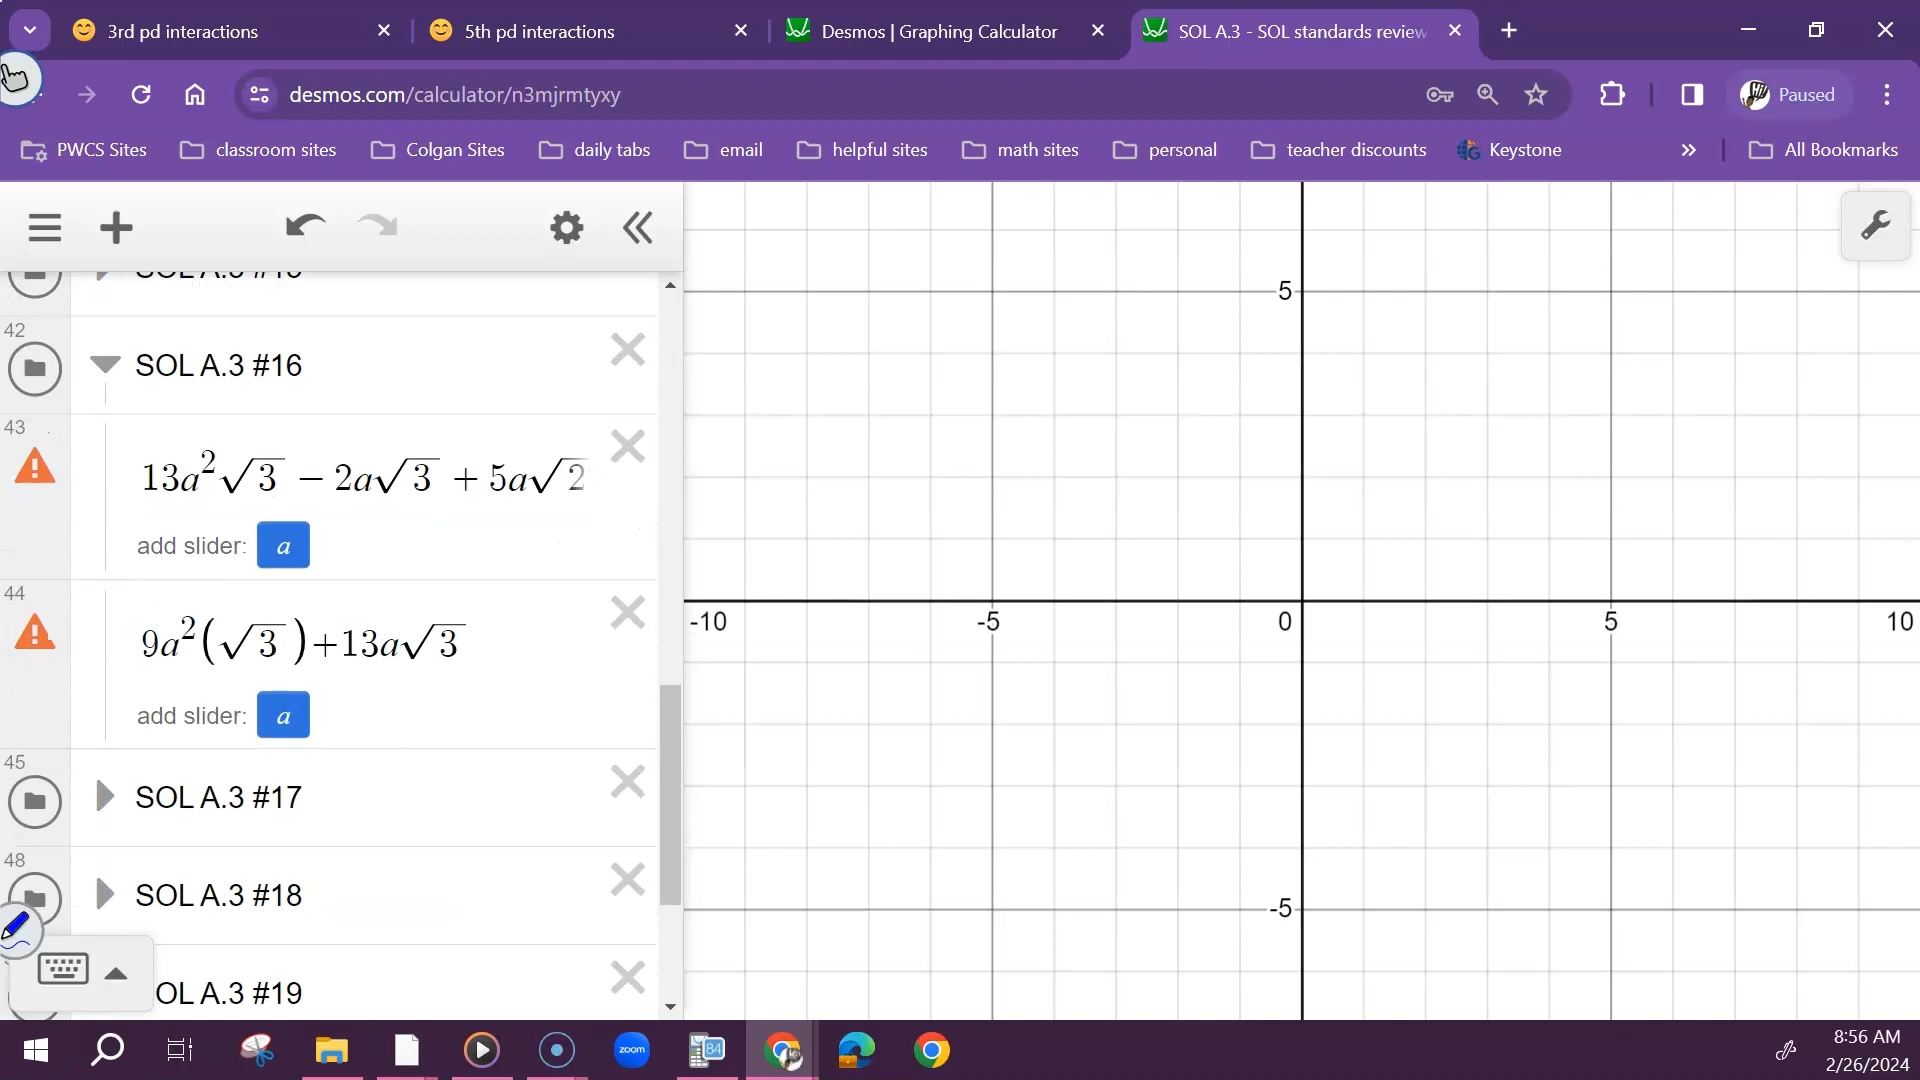 3rd pd interactions
5th pd interactions
Desmos | Graphing Calculator
SOL A.3 - SOL standards review
desmos.com/calculator/n3mjrmtyxy
Paused
PWCS Sites
classroom sites
Colgan Sites
daily tabs
email
helpful sites
math sites
personal
teacher discounts
Keystone
All Bookmarks
42
SOL A.3 #16
43
13a²√3 − 2a√3 + 5a√2
add slider: a
44
9a²(√3)+13a√3
add slider: a
45
SOL A.3 #17
48
SOL A.3 #18
OL A.3 #19
5
-10 -5 0 5 10
-5
zoom
84
8:56 AM
2/26/2024